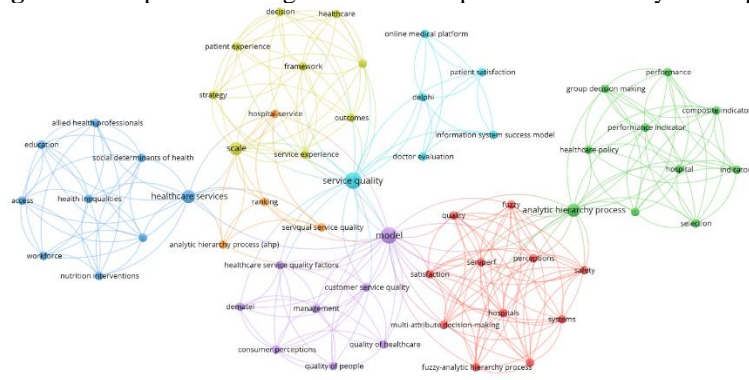 decision
healthcare
online medical platform
patient experience
framework
patient satisfaction
performance
group decision making
strategy
delphi
hospital service
outcomes
composite indicator
allied health professionals
performance indicator
information system success model
education
scale
service experience
doctor evaluation
healthcare policy
social determinants of health
hospital
indicator
service quality
access
health inequalities
healthcare services
ranking
analytic hierarchy process
servqual service quality
quality
fuzzy
selection
model
analytic hierarchy process (ahp)
workforce
healthcare service quality factors
servperf
perceptions
nutrition interventions
satisfaction
safety
customer service quality
dematel
management
hospitals
systems
multi-attribute decision-making
consumer perceptions
quality of healthcare
quality of people
fuzzy-analytic hierarchy process